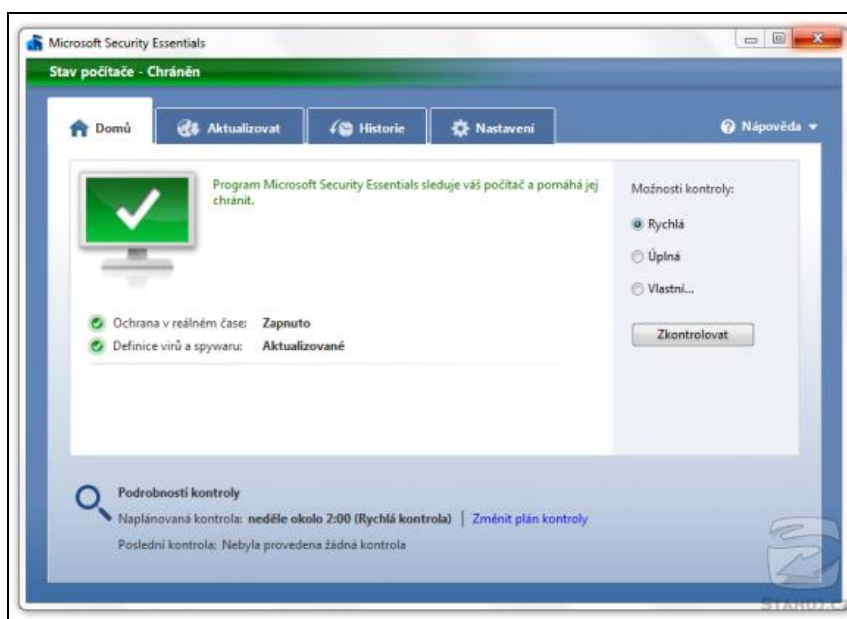 Microsoft Security Essentials
Stav počítače - Chráněn
Domů
Aktualizovat
Historie
Nastavení
Nápověda
Program Microsoft Security Essentials sleduje váš počítač a pomáhá jej
chránit.
Možnosti kontroly:
Rychlá
Úplná
Vlastní...
Zkontrolovat
Ochrana v reálném čase: Zapnuto
Definice virů a spywaru: Aktualizované
Podrobnosti kontroly
Naplánovaná kontrola: neděle okolo 2:00 (Rychlá kontrola) | Změnit plán kontroly
Poslední kontrola: Nebyla provedena žádná kontrola
STAHUJ.CZ